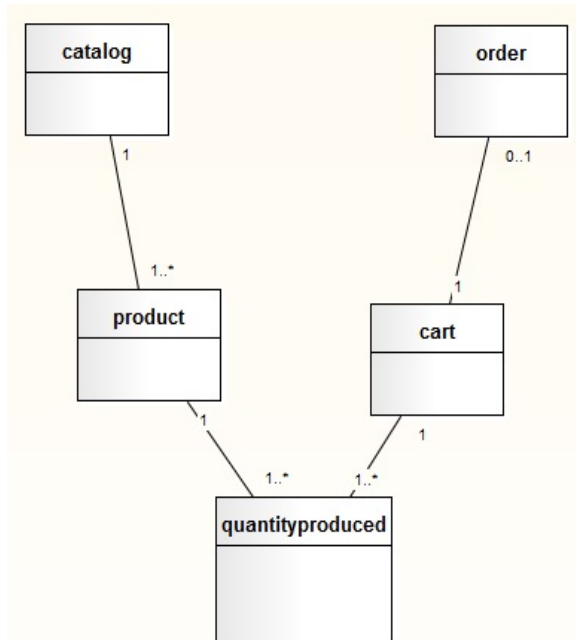 catalog
order
1
0..1
1..*
1
product
cart
1
1
1..*
1..*
quantityproduced